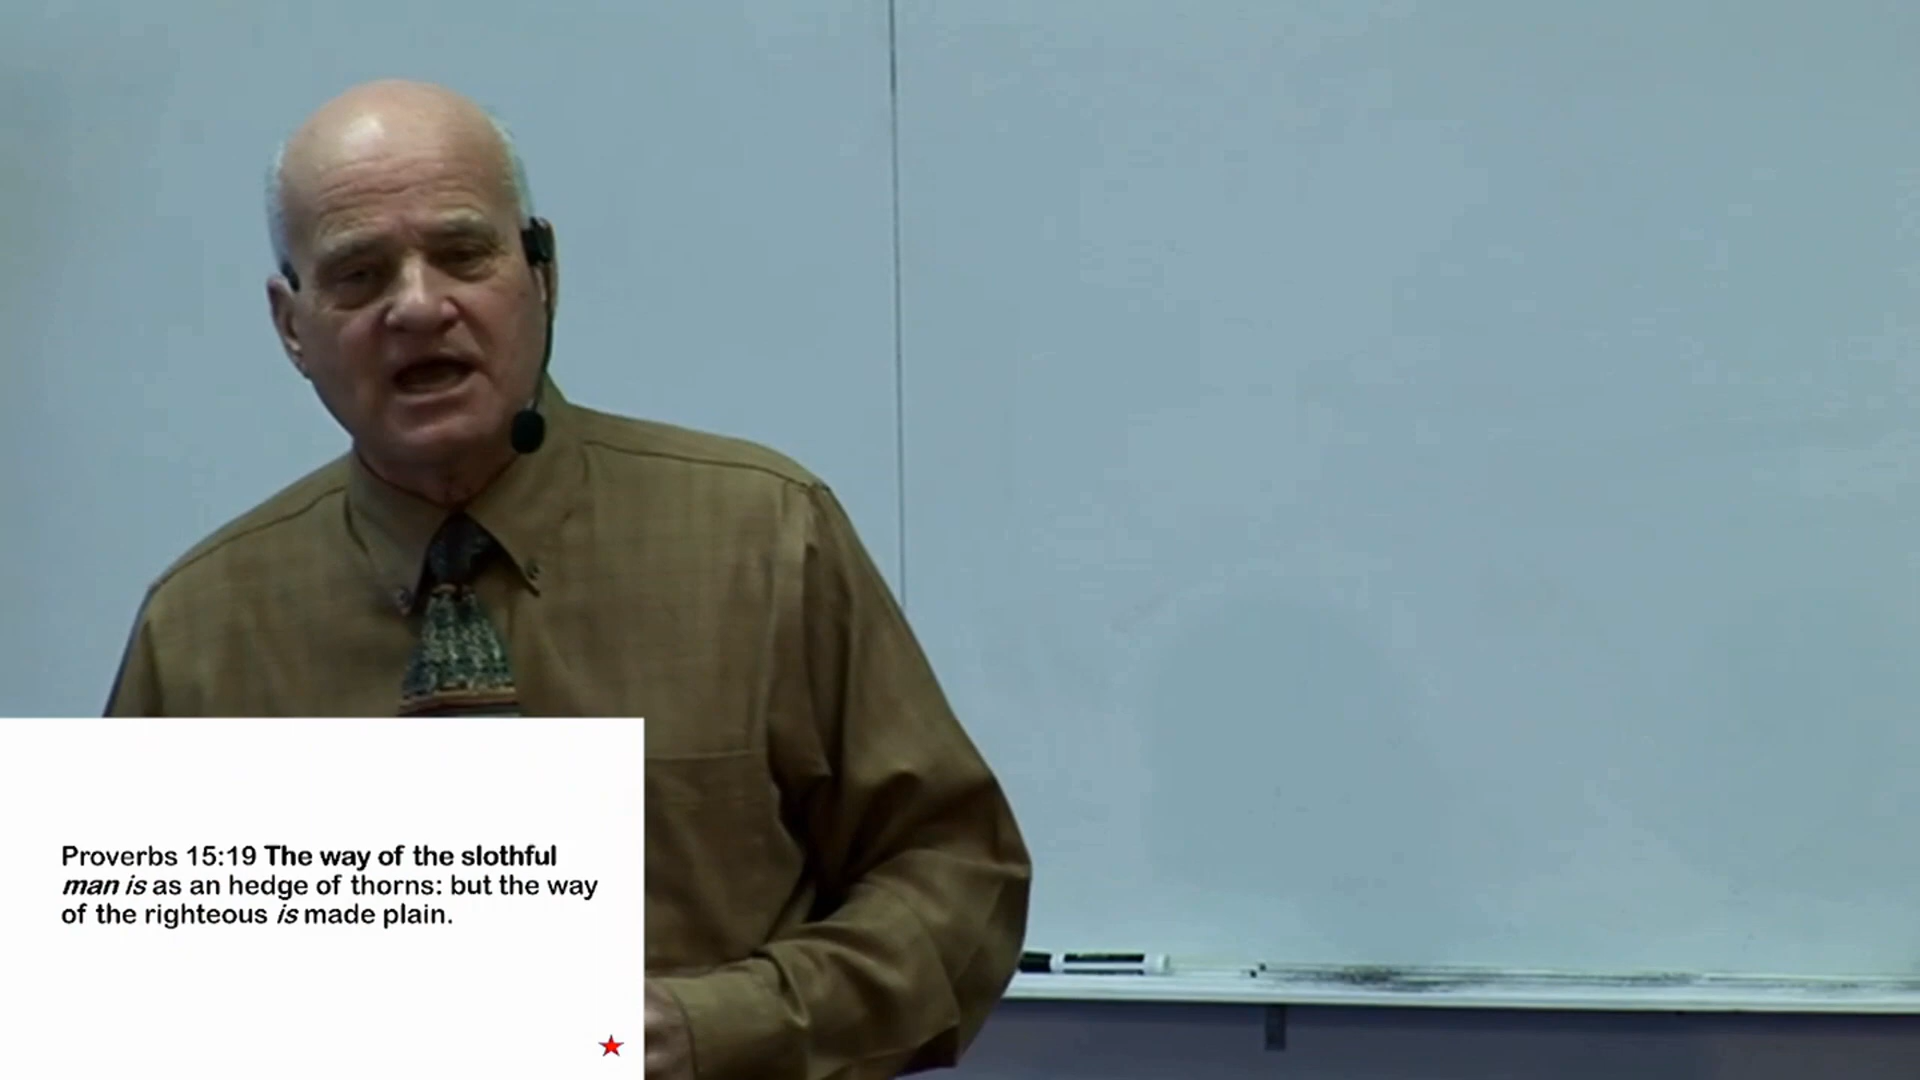 Proverbs 15:19 The way of the slothful
man is as an hedge of thorns: but the way
of the righteous is made plain.